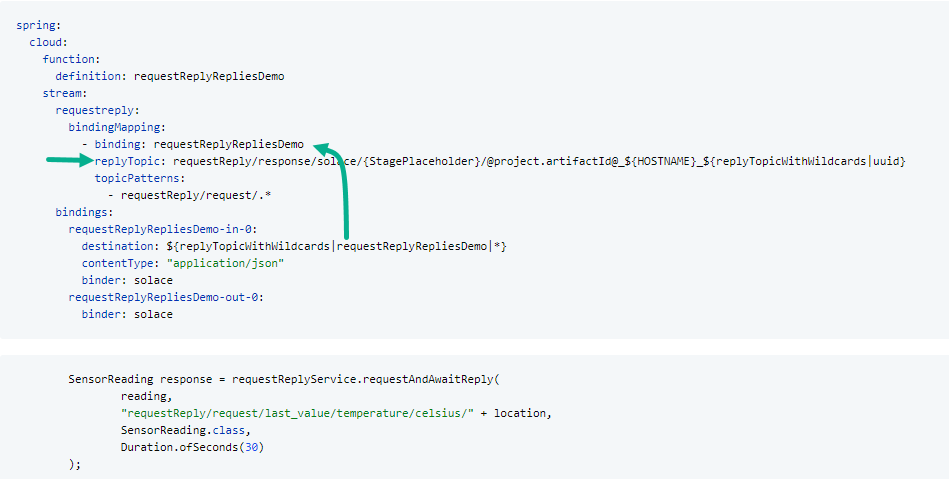 spring:
  cloud:
    function:
      definition: requestReplyRepliesDemo
    stream:
      requestreply:
        bindingMapping:
          - binding: requestReplyRepliesDemo
            replyTopic: requestReply/response/solace/{StagePlaceholder}/@project.artifactId@_${HOSTNAME}_${replyTopicWithWildcards|uuid}
            topicPatterns:
              - requestReply/request/.*
      bindings:
        requestReplyRepliesDemo-in-0:
          destination: ${replyTopicWithWildcards|requestReplyRepliesDemo|*}
          contentType: "application/json"
          binder: solace
        requestReplyRepliesDemo-out-0:
          binder: solace
        SensorReading response = requestReplyService.requestAndAwaitReply(
                reading,
                "requestReply/request/last_value/temperature/celsius/" + location,
                SensorReading.class,
                Duration.ofSeconds(30)
        );